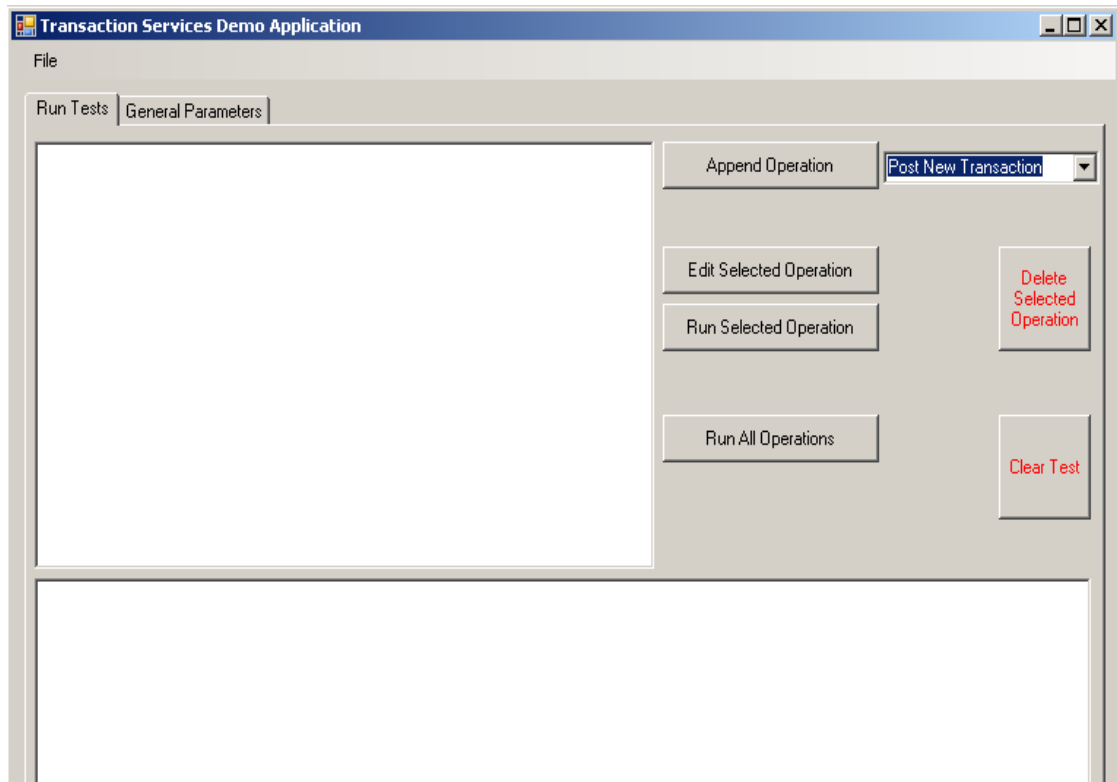 Transaction Services Demo Application
File
Run Tests
General Parameters
Append Operation
Post New Transaction
Edit Selected Operation
Run Selected Operation
Delete
Selected
Operation
Run All Operations
Clear Test